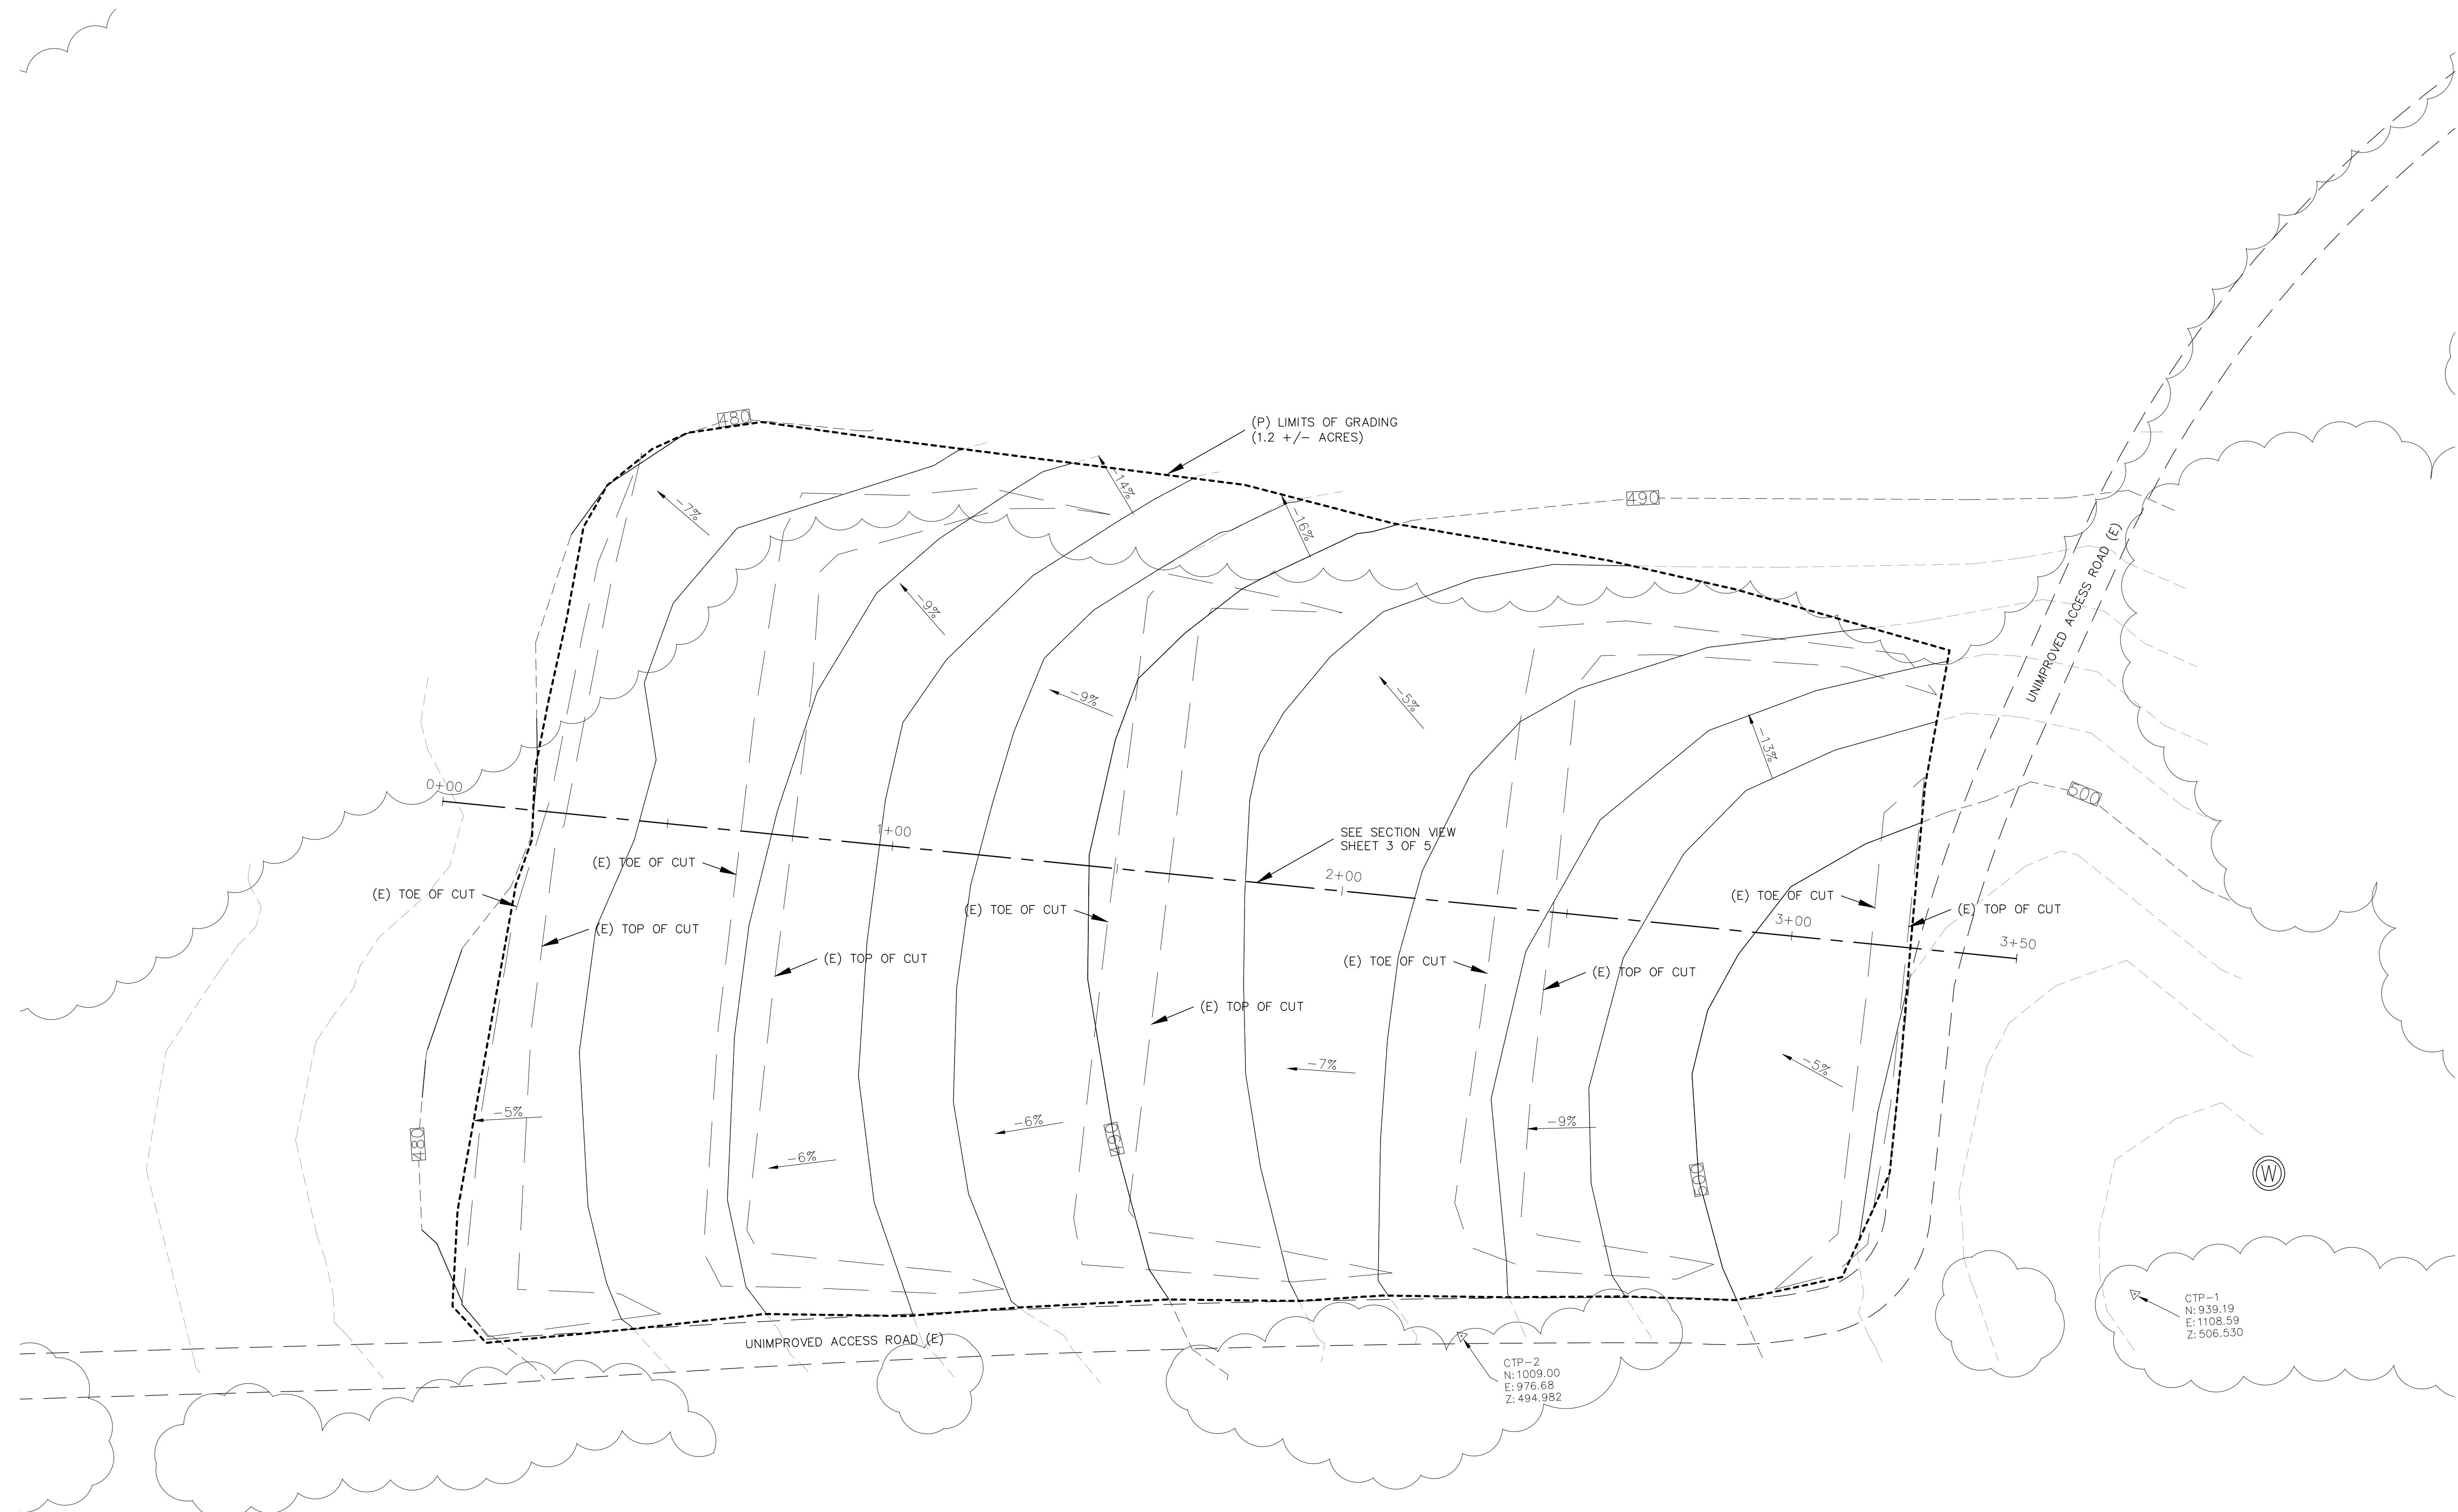 480
(P) LIMITS OF GRADING
(1.2 +/- ACRES)
-14%
-7%
490
-16%
-9%
UNIMPROVED ACCESS ROAD (E)
-9%
-5%
-13%
0+00
500
1+00
SEE SECTION VIEW
SHEET 3 OF 5
(E) TOE OF CUT
2+00
(E) TOE OF CUT
(E) TOE OF CUT
(E) TOE OF CUT
(E) TOP OF CUT
3+00
(E) TOP OF CUT
3+50
(E) TOP OF CUT
(E) TOE OF CUT
(E) TOP OF CUT
(E) TOP OF CUT
-7%
-5%
-5%
-6%
-9%
480
490
-6%
500
W
CTP-1
N: 939.19
E: 1108.59
Z: 506.530
UNIMPROVED ACCESS ROAD (E)
CTP-2
N: 1009.00
E: 976.68
Z: 494.982